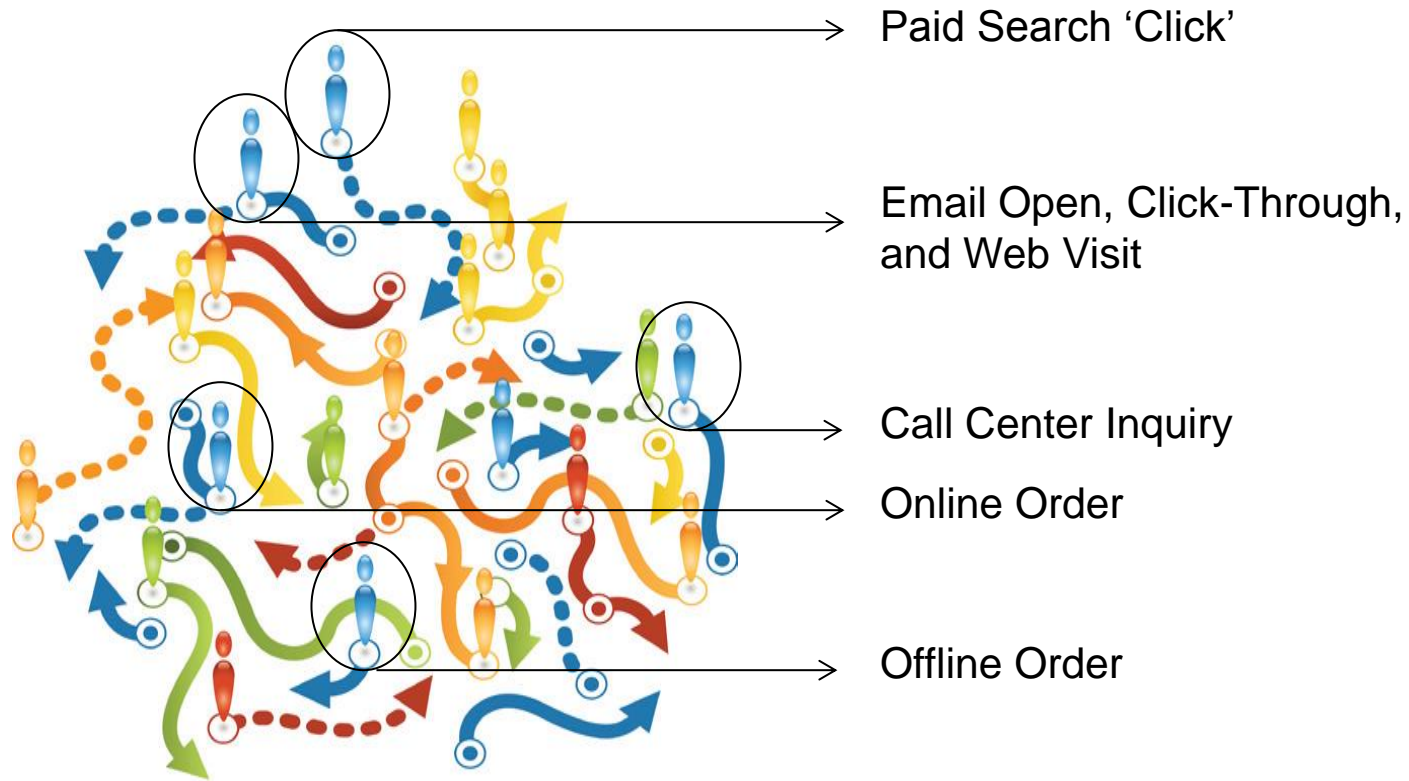 Paid Search ‘Click’
Email Open, Click-Through,
and Web Visit
Call Center Inquiry
Online Order
Offline Order